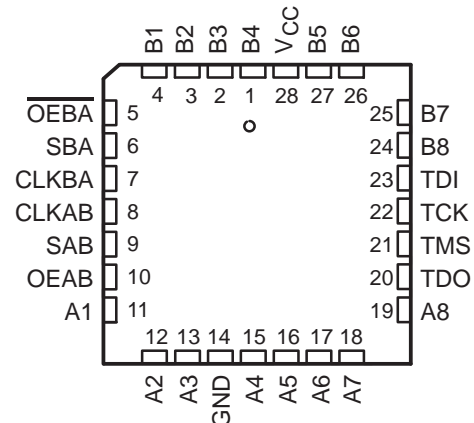 B1 B2 B3 B4 VCC B5 B6
4 3 2 1 28 27 26
OEBA 5 25 B7
SBA 6 24 B8
CLKBA 7 23 TDI
CLKAB 8 22 TCK
SAB 9 21 TMS
OEAB 10 20 TDO
A1 11 19 A8
12 13 14 15 16 17 18
A2 A3 GND A4 A5 A6 A7